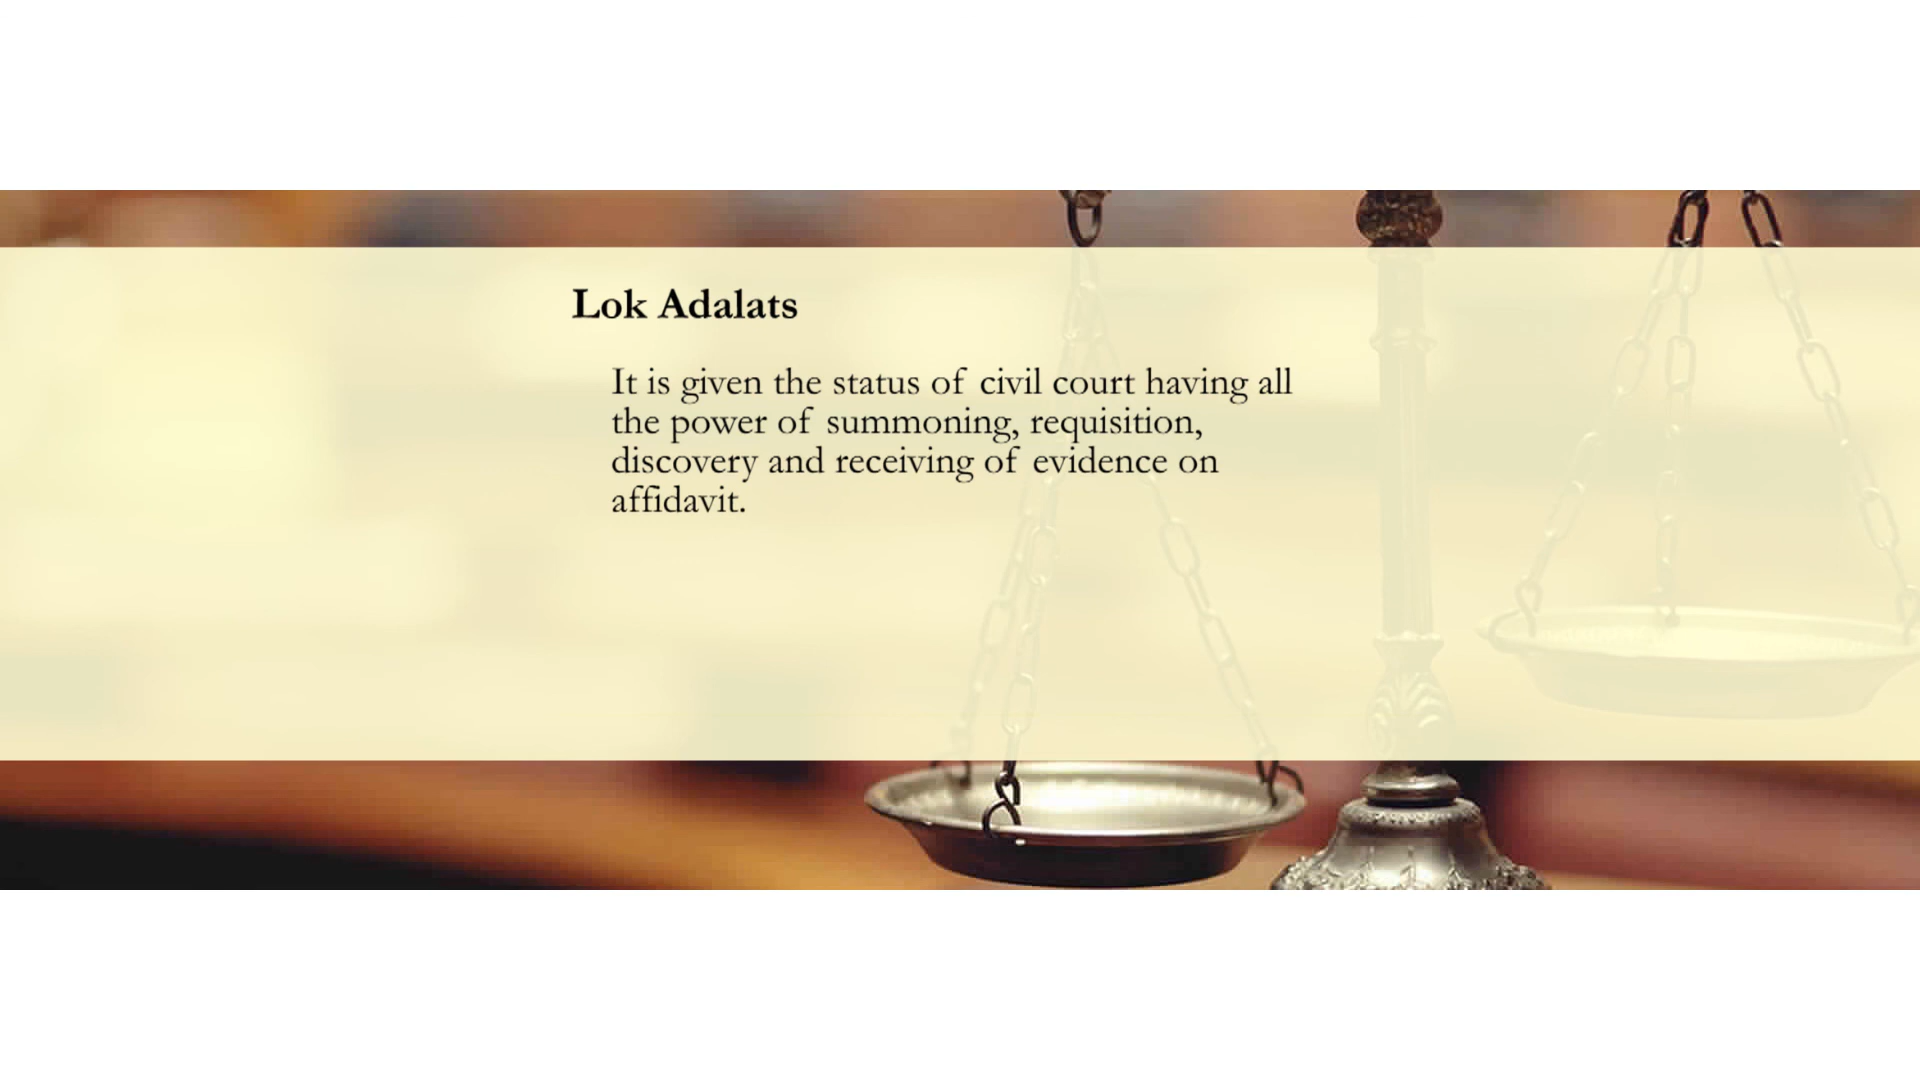 Lok Adalats
It is given the status of civil court having all
the power of summoning, requisition,
discovery and receiving of evidence on
affidavit.